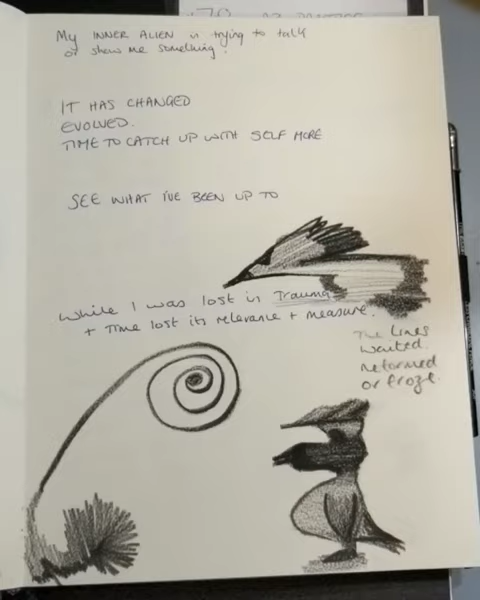 My INNER ALIEN is trying to talk
or show me something!
IT HAS CHANGED
EVOLVED.
TIME TO CATCH UP WITH SELF MORE
SEE WHAT I'VE BEEN UP TO
While I was lost in Trauma
+ Time lost its relevance + measure.
The Lines
waited.
reformed
or froze.